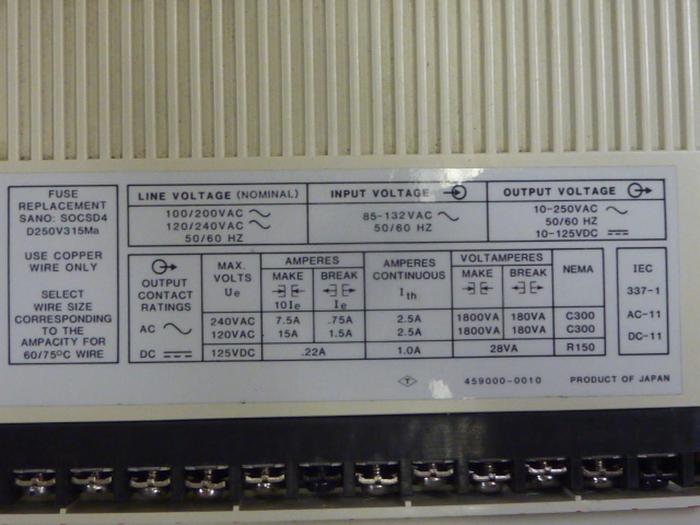 FUSE
REPLACEMENT
SANO: SOCSD4
D250V315Ma
USE COPPER
WIRE ONLY
SELECT
WIRE SIZE
CORRESPONDING
TO THE
AMPACITY FOR
60/75°C WIRE
LINE VOLTAGE (NOMINAL)
100/200VAC
120/240VAC
50/60 HZ
INPUT VOLTAGE
85-132VAC
50/60 HZ
OUTPUT VOLTAGE
10-250VAC
50/60 HZ
10-125VDC
OUTPUT
CONTACT
RATINGS
AC
DC
MAX.
VOLTS
Ue
240VAC
120VAC
125VDC
AMPERES
MAKE BREAK
10Ie Ie
7.5A .75A
15A 1.5A
.22A
AMPERES
CONTINUOUS
Ith
2.5A
2.5A
1.0A
VOLTAMPERES
MAKE BREAK
1800VA 180VA
1800VA 180VA
28VA
NEMA
C300
C300
R150
IEC
337-1
AC-11
DC-11
T 459000-0010 PRODUCT OF JAPAN